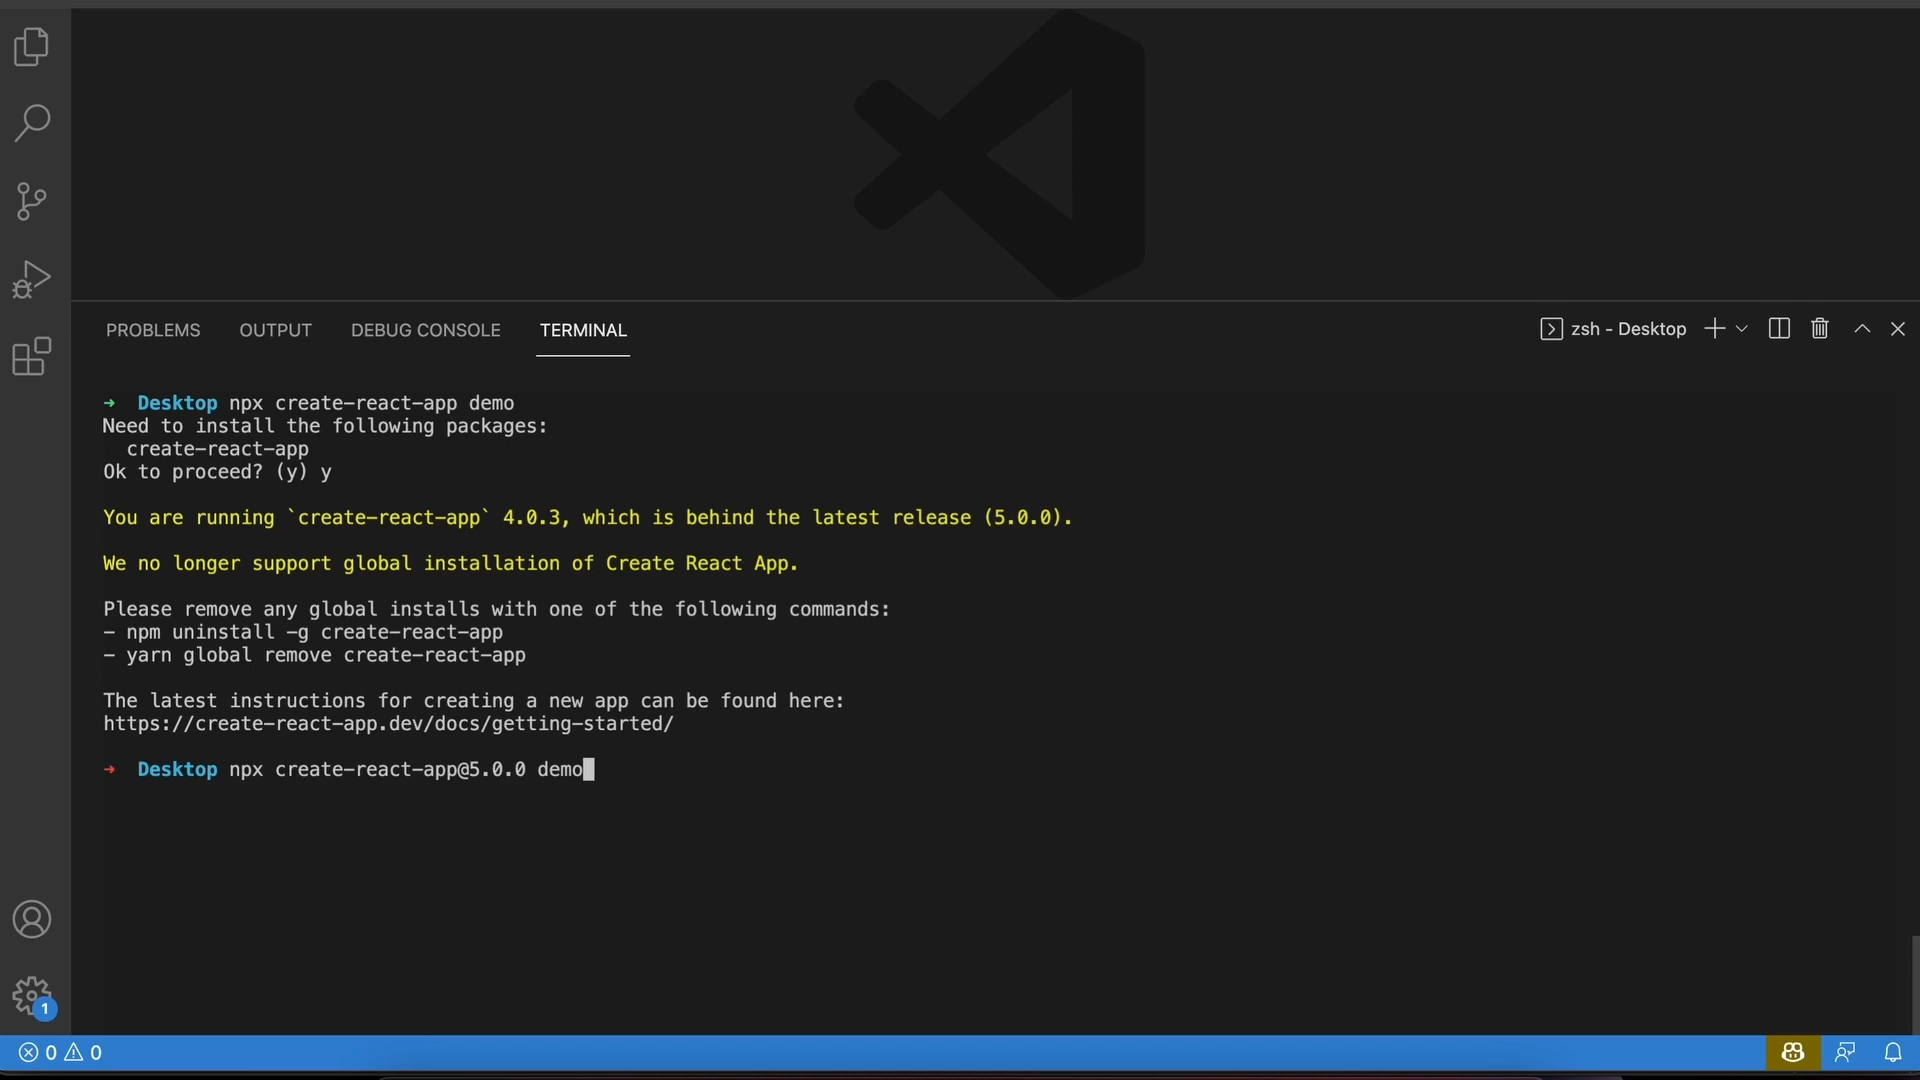 PROBLEMS OUTPUT DEBUG CONSOLE TERMINAL zsh - Desktop
➜ Desktop npx create-react-app demo
Need to install the following packages:
create-react-app
Ok to proceed? (y) y
You are running `create-react-app` 4.0.3, which is behind the latest release (5.0.0).
We no longer support global installation of Create React App.
Please remove any global installs with one of the following commands:
- npm uninstall -g create-react-app
- yarn global remove create-react-app
The latest instructions for creating a new app can be found here:
https://create-react-app.dev/docs/getting-started/
➜ Desktop npx create-react-app@5.0.0 demo
1
0 0